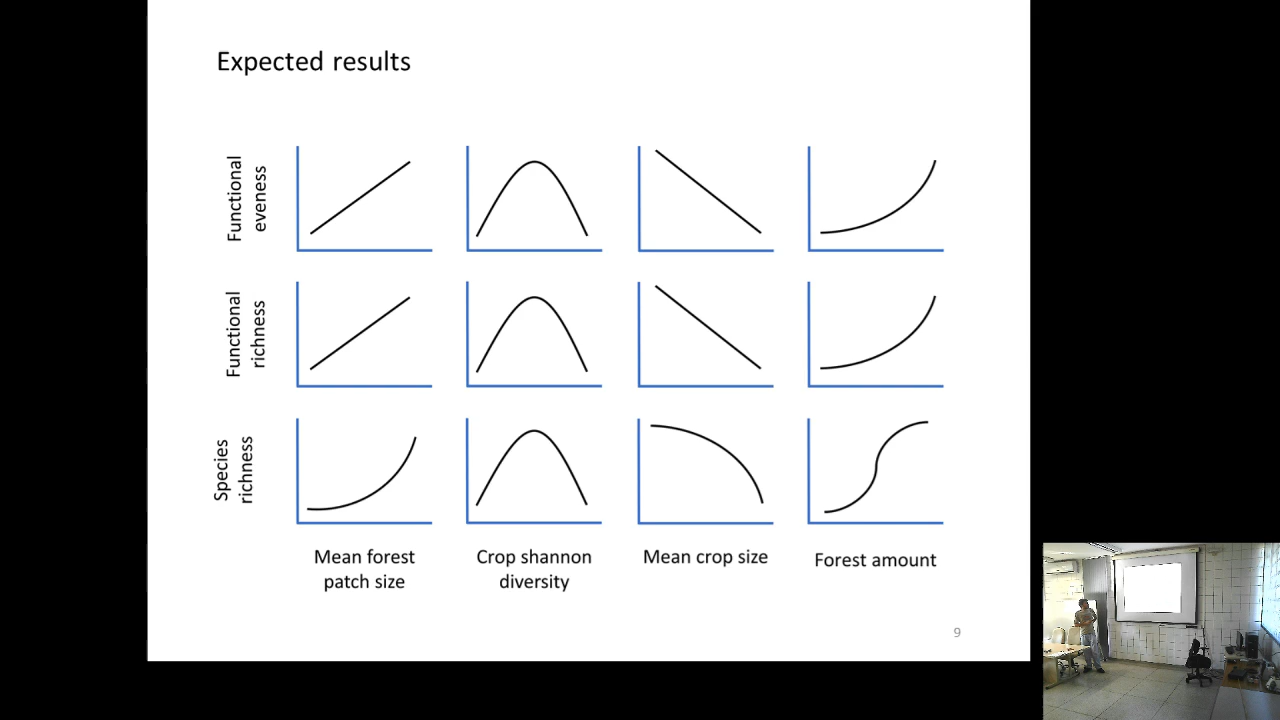 Expected results
Functional
eveness
Functional
richness
Species
richness
Mean forest
patch size
Crop shannon
diversity
Mean crop size
Forest amount
9